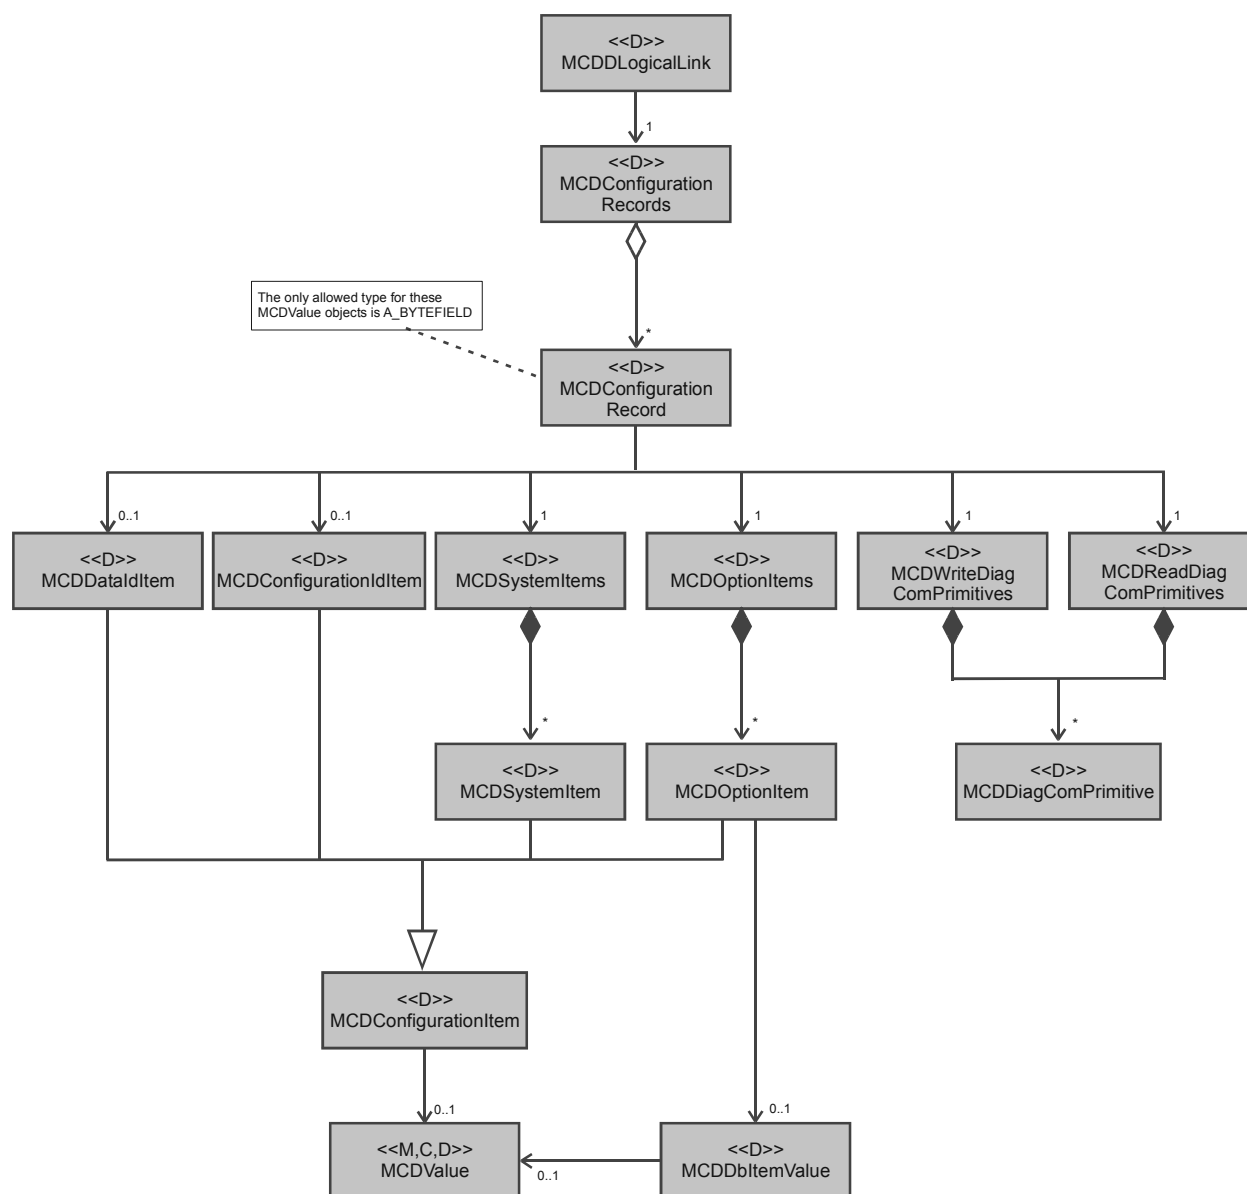 <<D>>
MCDDLogicalLink
1
<<D>>
MCDConfiguration
Records
The only allowed type for these
MCDValue objects is A_BYTEFIELD
*
<<D>>
MCDConfiguration
Record
0..1
0..1
1
1
1
1
<<D>>
MCDDataIdItem
<<D>>
MCDConfigurationIdItem
<<D>>
MCDSystemItems
<<D>>
MCDOptionItems
<<D>>
MCDWriteDiag
ComPrimitives
<<D>>
MCDReadDiag
ComPrimitives
*
*
*
<<D>>
MCDSystemItem
<<D>>
MCDOptionItem
<<D>>
MCDDiagComPrimitive
<<D>>
MCDConfigurationItem
0..1
0..1
<<M,C,D>>
MCDValue
0..1
<<D>>
MCDDbItemValue